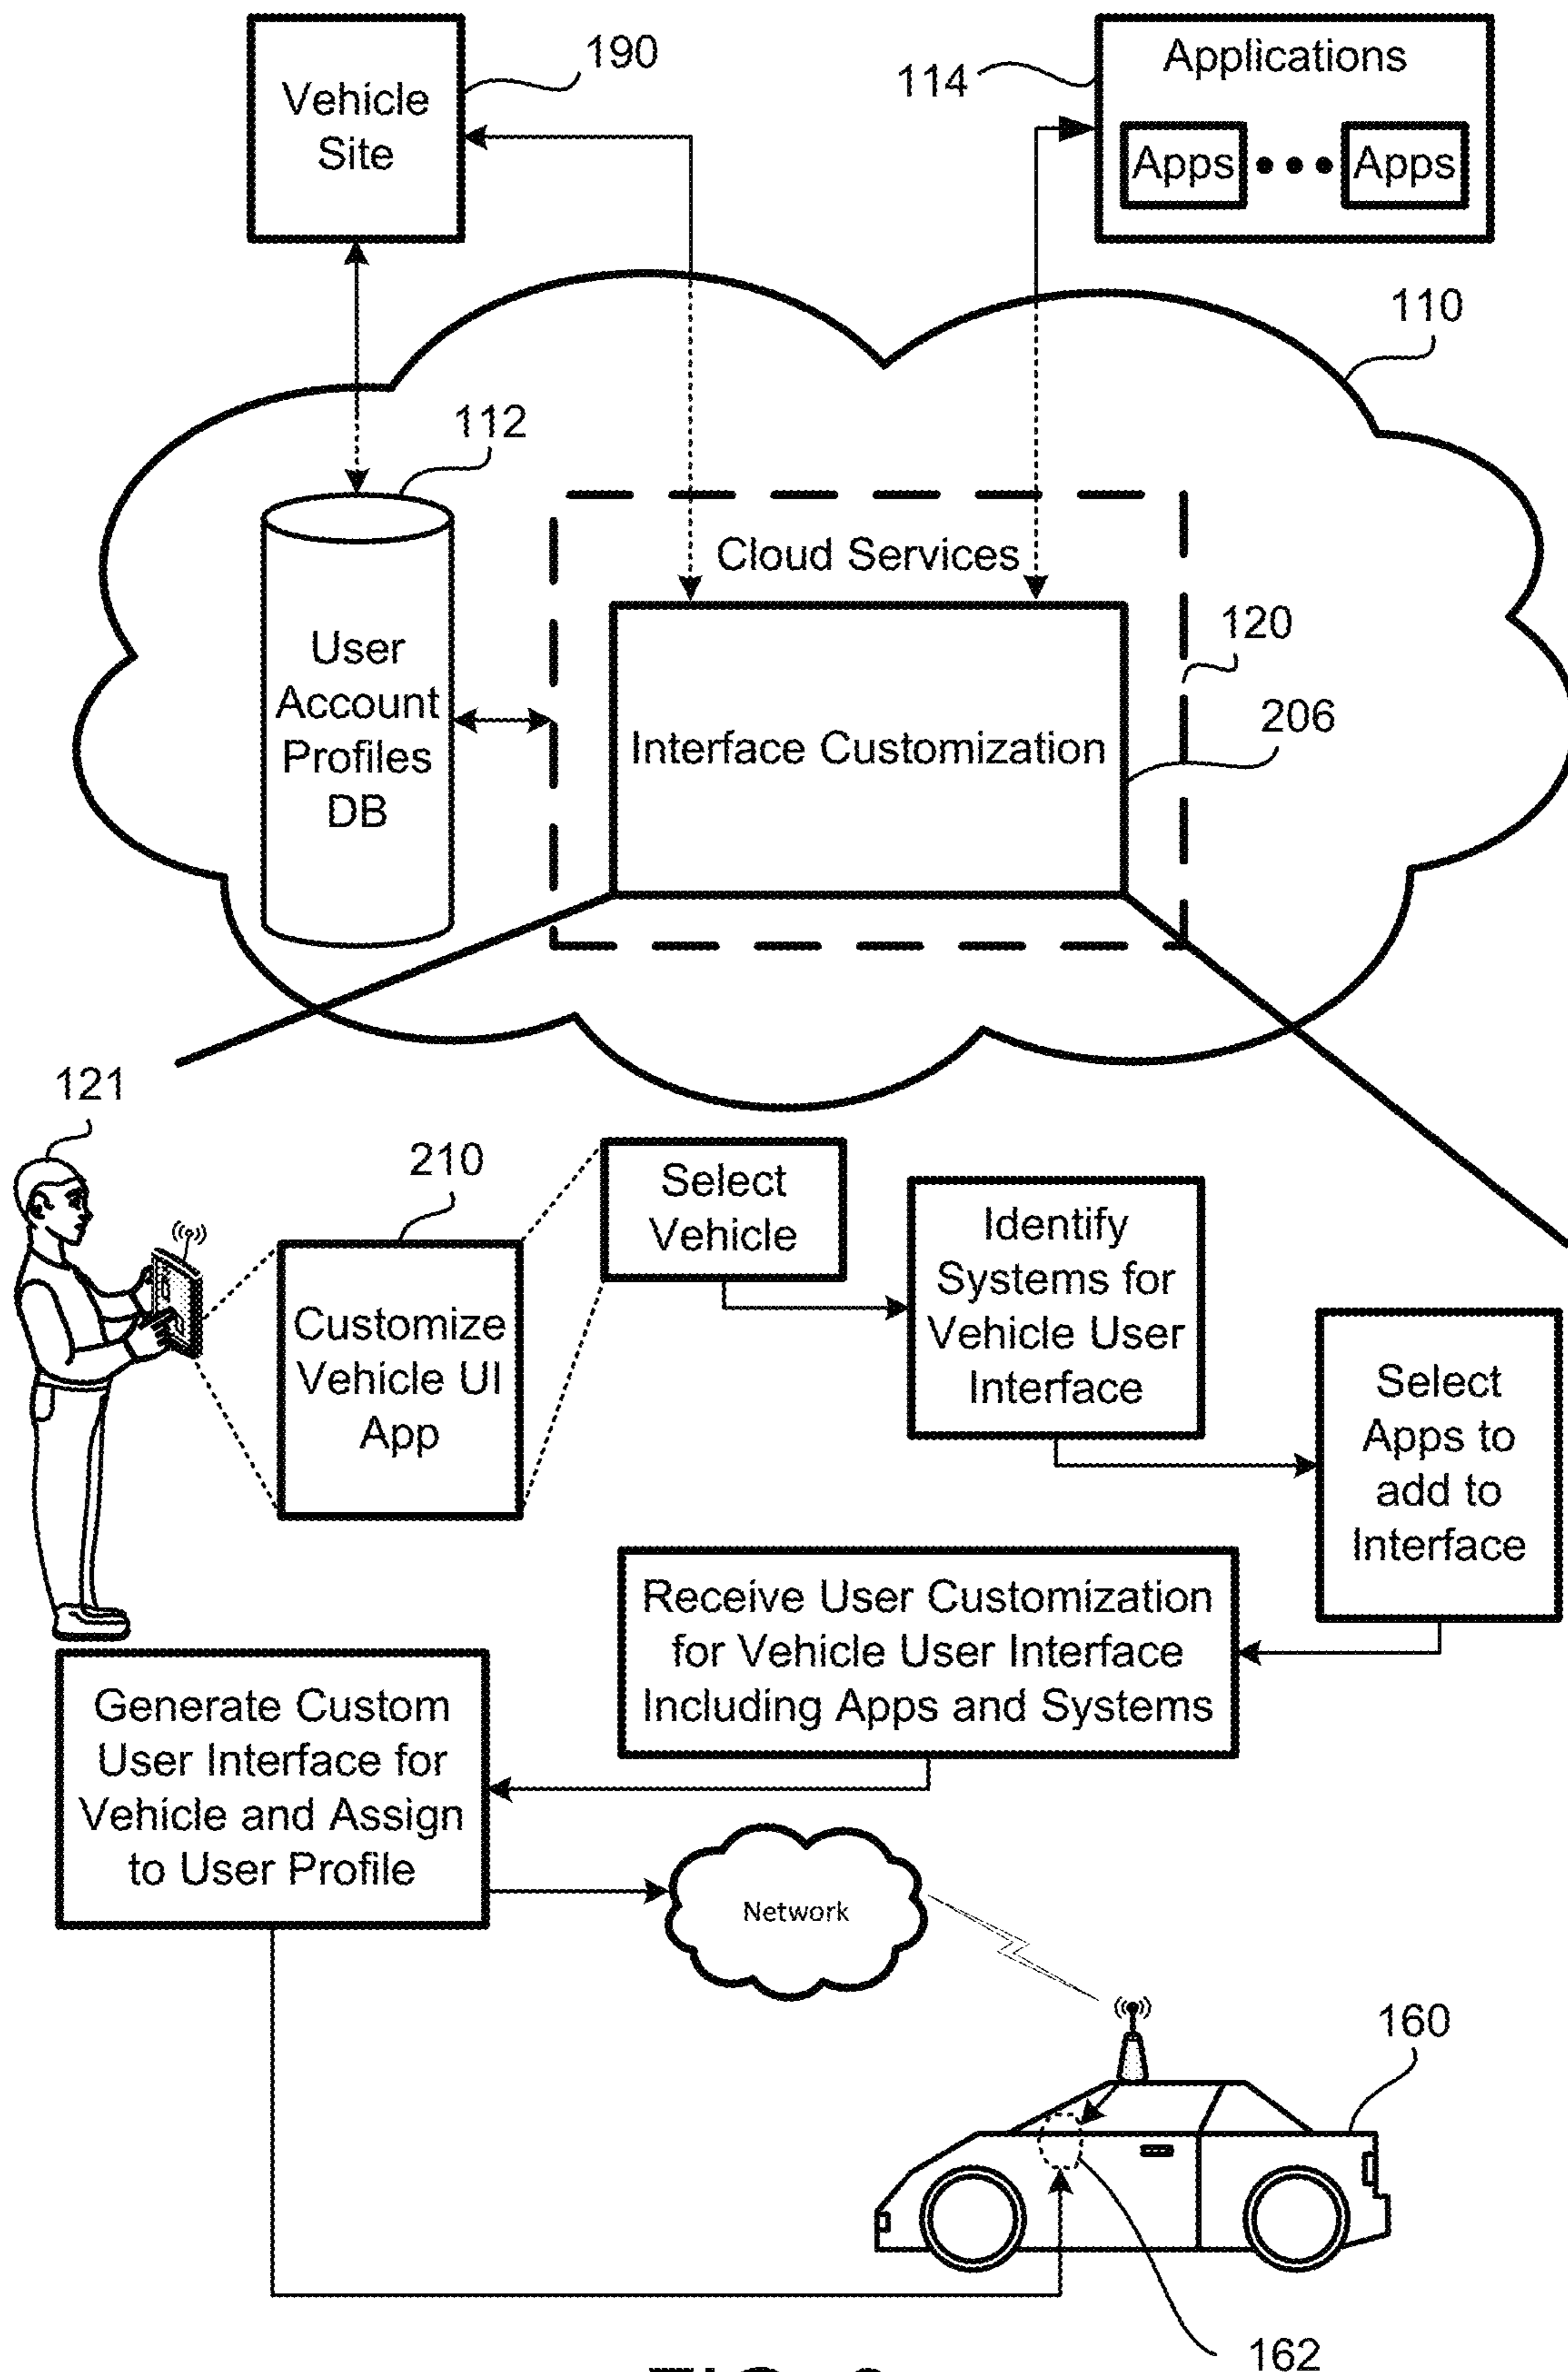 190
Vehicle
Site
114
Applications
Apps
Apps
110
112
Cloud Services
User
Account
Profiles
DB
120
206
Interface Customization
121
210
Customize
Vehicle UI
App
Select
Vehicle
Identify
Systems for
Vehicle User
Interface
Select
Apps to
add to
Interface
Receive User Customization
for Vehicle User Interface
Including Apps and Systems
Generate Custom
User Interface for
Vehicle and Assign
to User Profile
Network
160
162